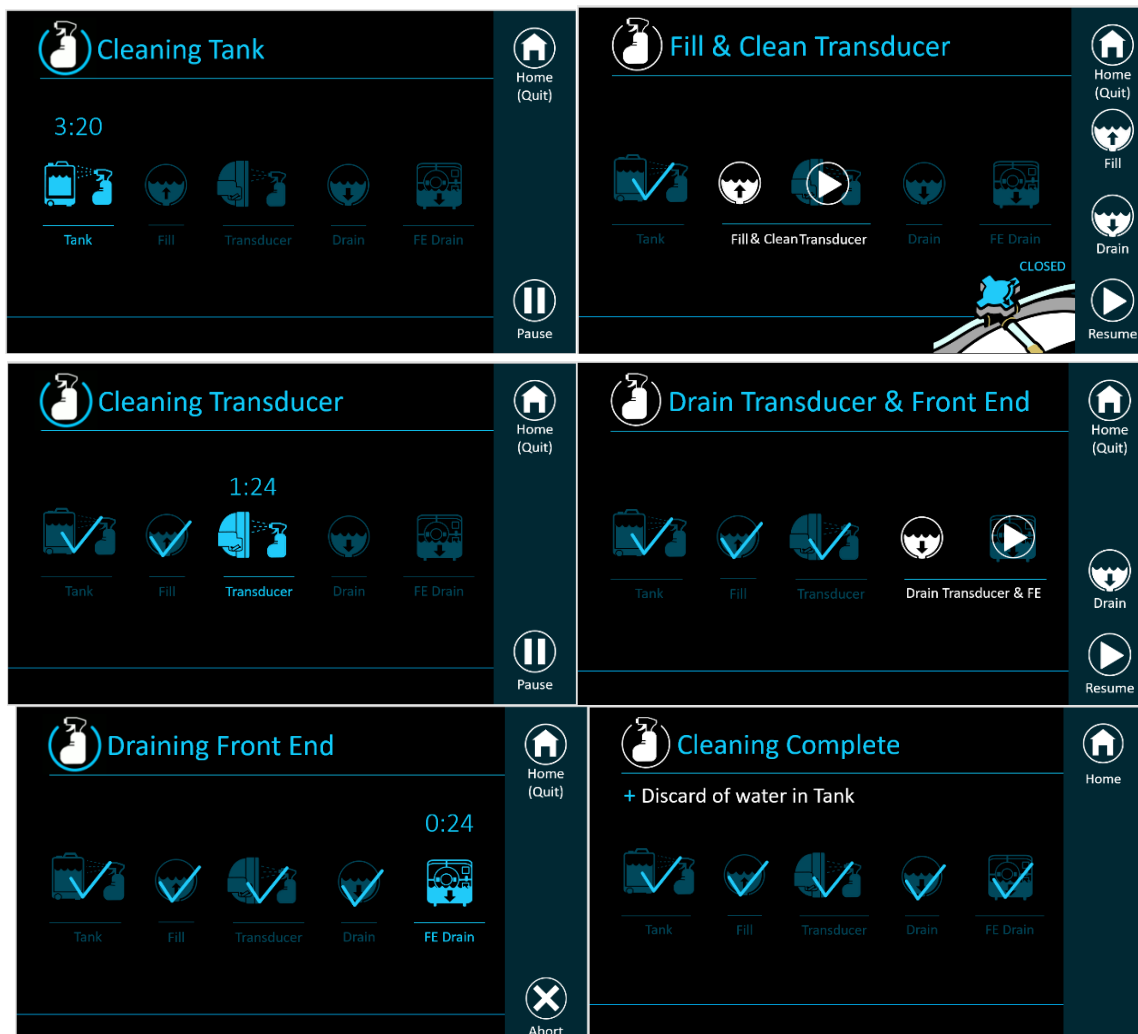 Cleaning Tank
Home
(Quit)
3:20
Tank
Fill
Transducer
Drain
FE Drain
Pause
Fill & Clean Transducer
Home
(Quit)
Fill
Drain
Tank
Fill & Clean Transducer
Drain
FE Drain
CLOSED
Resume
Cleaning Transducer
Home
(Quit)
1:24
Tank
Fill
Transducer
Drain
FE Drain
Pause
Drain Transducer & Front End
Home
(Quit)
Tank
Fill
Transducer
Drain Transducer & FE
Drain
Resume
Draining Front End
Home
(Quit)
0:24
Tank
Fill
Transducer
Drain
FE Drain
Abort
Cleaning Complete
Home
+ Discard of water in Tank
Tank
Fill
Transducer
Drain
FE Drain